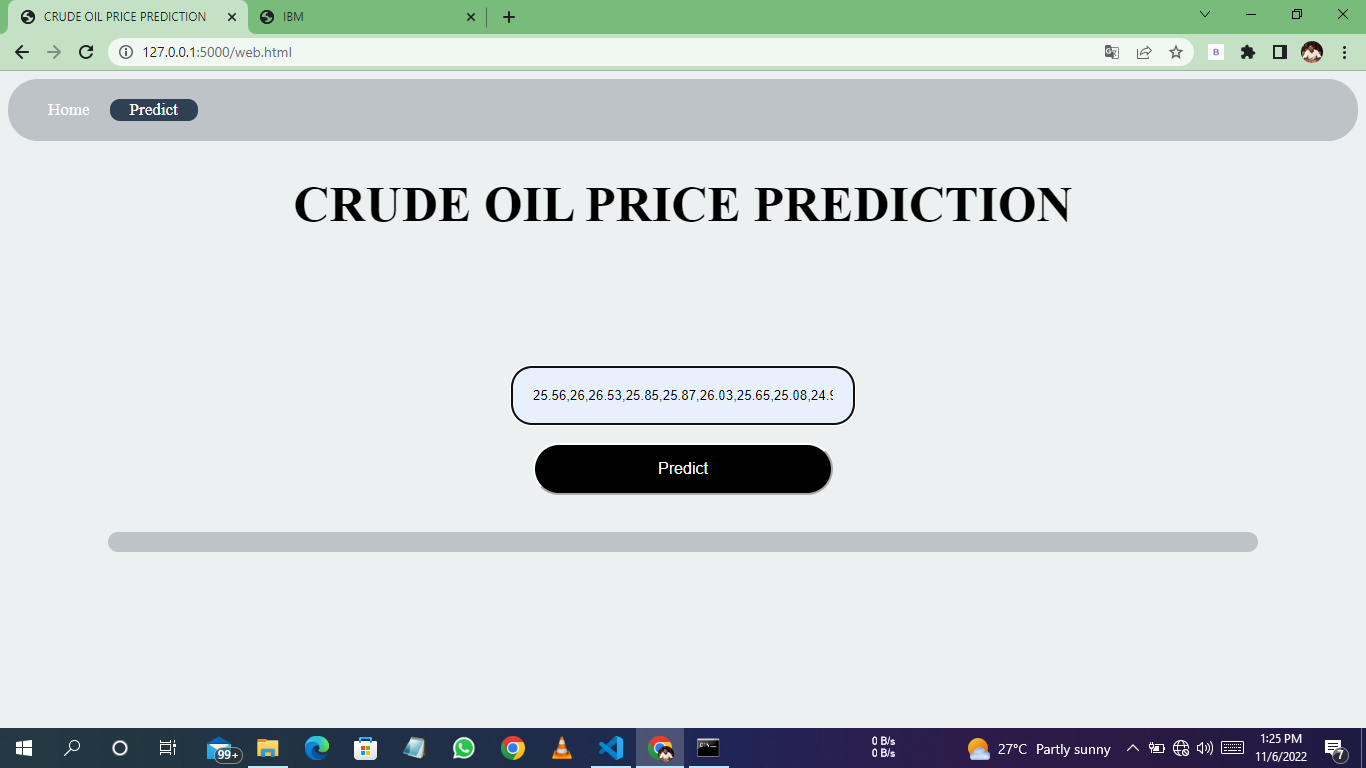 CRUDE OIL PRICE PREDICTION
IBM
127.0.0.1:5000/web.html
B
Home
Predict
CRUDE OIL PRICE PREDICTION
25.56,26,26.53,25.85,25.87,26.03,25.65,25.08,24.9
Predict
99+
0 B/s
0 B/s
27°C Partly sunny
1:25 PM
11/6/2022
7